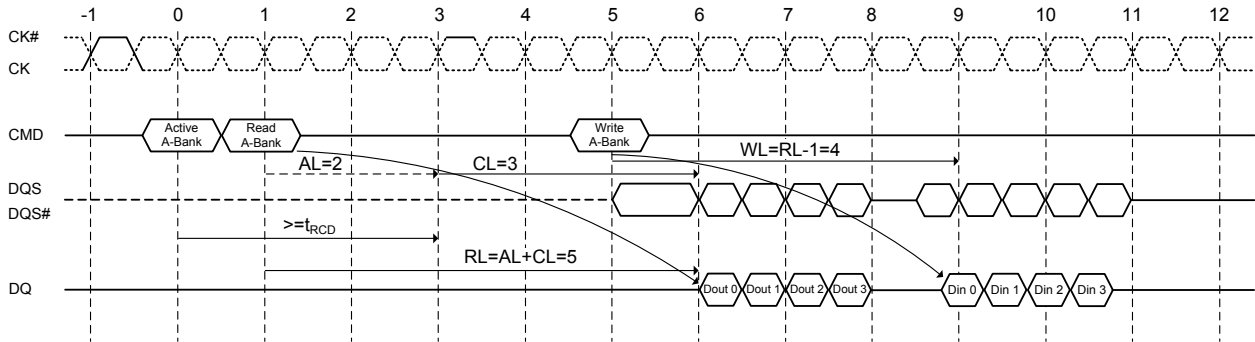 -1 0 1 2 3 4 5 6 7 8 9 10 11 12
CK#
CK
CMD
Active
A-Bank
Read
A-Bank
Write
A-Bank
WL=RL-1=4
AL=2
CL=3
DQS
DQS#
>=tRCD
RL=AL+CL=5
DQ
Dout 0 Dout 1 Dout 2 Dout 3 Din 0 Din 1 Din 2 Din 3